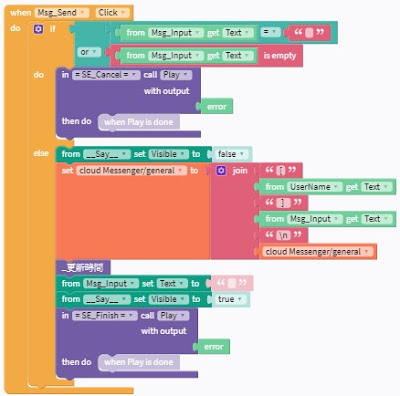 when Msg_Send Click
do if
from Msg_Input get Text = “ ”
or
from Msg_Input get Text is empty
do in =SE_Cancel= call Play
with output
error
then do when Play is done
else from __Say__ set Visible to false
set cloud Messenger/general to join “ [ ”
from UserName get Text
“ ] ”
from Msg_Input get Text
“ \n ”
cloud Messenger/general
_更新時間
from Msg_Input set Text to “ ”
from __Say__ set Visible to true
in =SE_Finish= call Play
with output
error
then do when Play is done